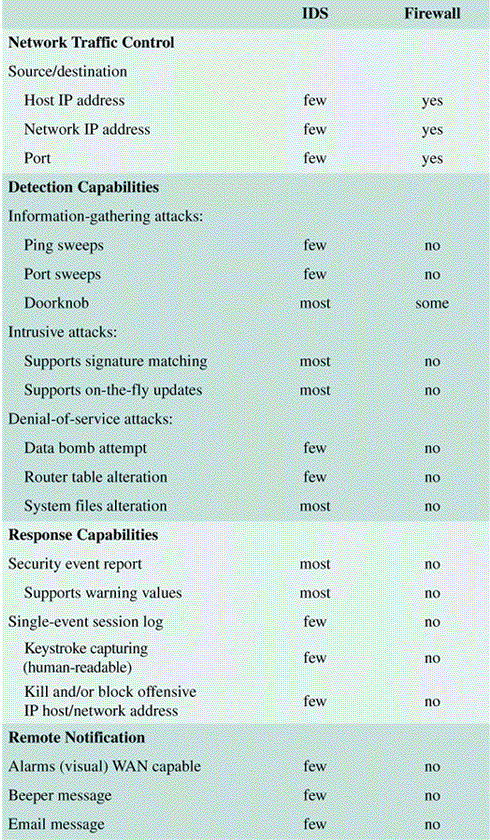 IDS Firewall
Network Traffic Control
Source/destination
Host IP address few yes
Network IP address few yes
Port few yes
Detection Capabilities
Information-gathering attacks:
Ping sweeps few no
Port sweeps few no
Doorknob most some
Intrusive attacks:
Supports signature matching most no
Supports on-the-fly updates most no
Denial-of-service attacks:
Data bomb attempt few no
Router table alteration few no
System files alteration most no
Response Capabilities
Security event report most no
Supports warning values most no
Single-event session log few no
Keystroke capturing
(human-readable) few no
Kill and/or block offensive
IP host/network address few no
Remote Notification
Alarms (visual) WAN capable few no
Beeper message few no
Email message few no